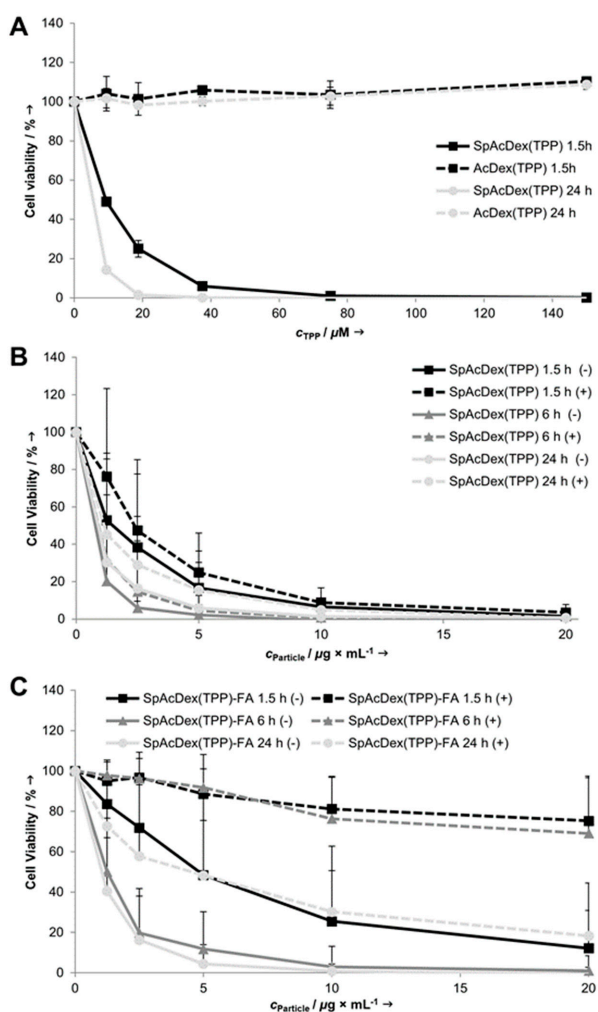 A
140
120
100
80
60
40
20
0
Cell viability / % →
SpAcDex(TPP) 1.5h
AcDex(TPP) 1.5h
SpAcDex(TPP) 24 h
AcDex(TPP) 24 h
0 20 40 60 80 100 120 140
cTPP / µM →
B
140
120
100
80
60
40
20
0
Cell Viability / % →
SpAcDex(TPP) 1.5 h (-)
SpAcDex(TPP) 1.5 h (+)
SpAcDex(TPP) 6 h (-)
SpAcDex(TPP) 6 h (+)
SpAcDex(TPP) 24 h (-)
SpAcDex(TPP) 24 h (+)
0 5 10 15 20
cParticle / µg × mL-1 →
C
140
120
100
80
60
40
20
0
Cell Viability / % →
SpAcDex(TPP)-FA 1.5 h (-) SpAcDex(TPP)-FA 1.5 h (+)
SpAcDex(TPP)-FA 6 h (-) SpAcDex(TPP)-FA 6 h (+)
SpAcDex(TPP)-FA 24 h (-) SpAcDex(TPP)-FA 24 h (+)
0 5 10 15 20
cParticle / µg × mL-1 →